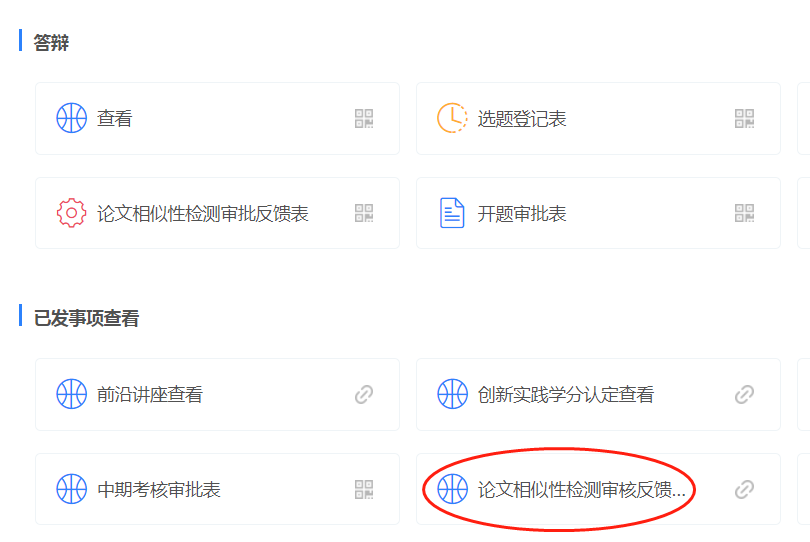 答辩
查看
选题登记表
论文相似性检测审批反馈表
开题审批表
已发事项查看
前沿讲座查看
创新实践学分认定查看
中期考核审批表
论文相似性检测审核反馈...